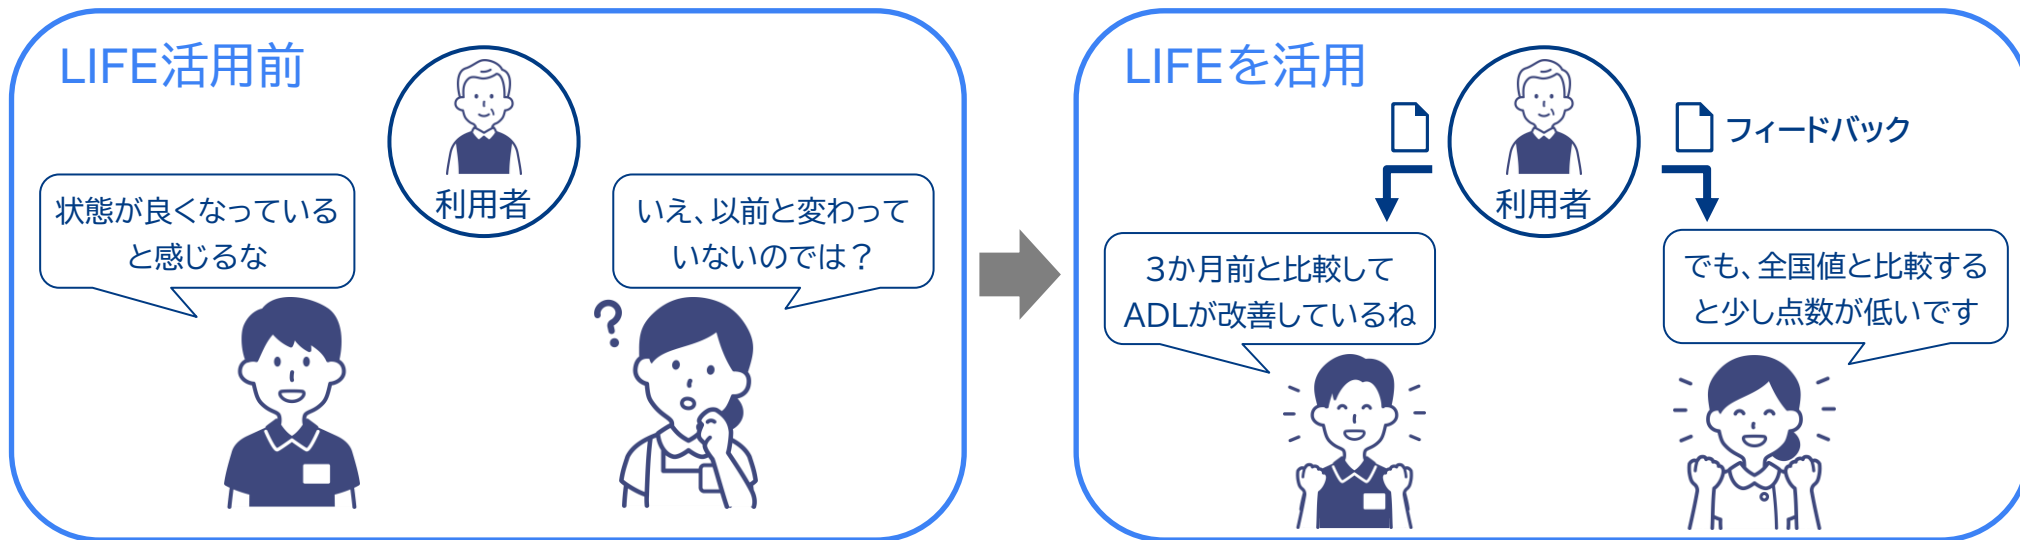 LIFE活用前
利用者
状態が良くなっている
と感じるな
いえ、以前と変わって
いないのでは？
?
LIFEを活用
フィードバック
利用者
３か月前と比較して
ADLが改善しているね
でも、全国値と比較する
と少し点数が低いです